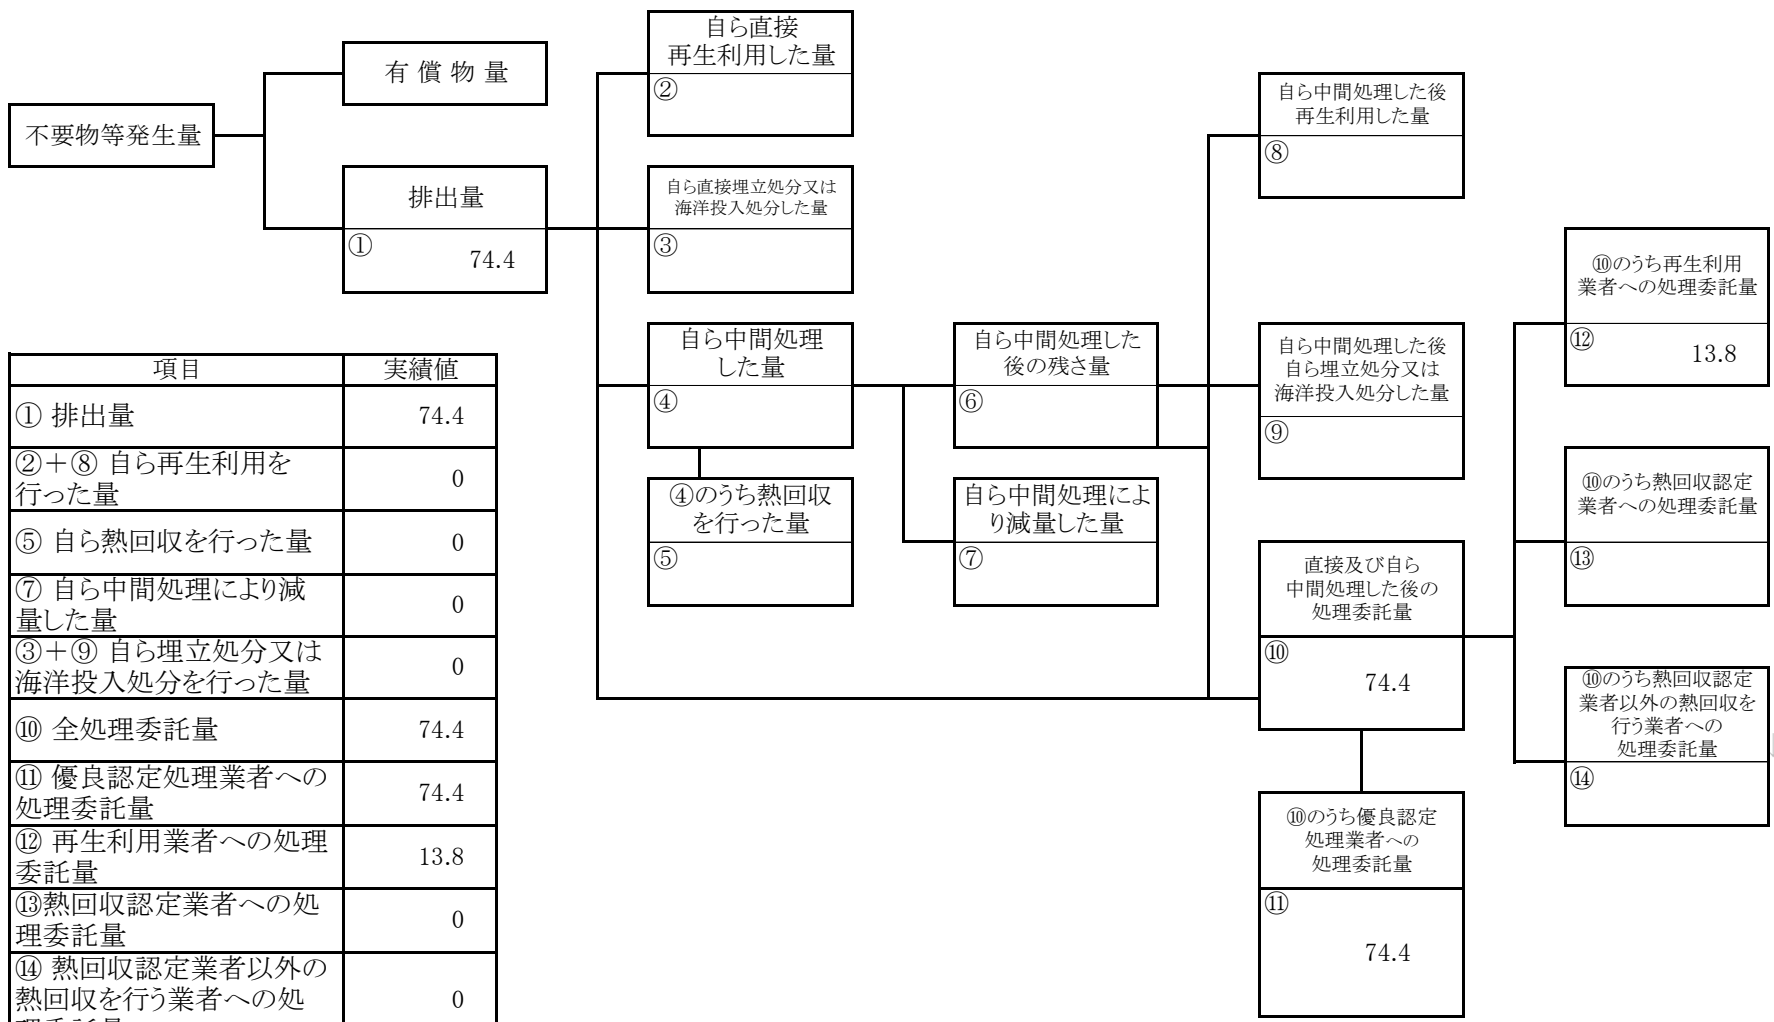 不要物等発生量
有 償 物 量
排出量
①
74.4
自ら直接
再生利用した量
②
自ら直接埋立処分又は
海洋投入処分した量
③
自ら中間処理
した量
④
④のうち熱回収
を行った量
⑤
自ら中間処理した
後の残さ量
⑥
自ら中間処理によ
り減量した量
⑦
自ら中間処理した後
再生利用した量
⑧
自ら中間処理した後
自ら埋立処分又は
海洋投入処分した量
⑨
直接及び自ら
中間処理した後の
処理委託量
⑩
74.4
⑩のうち優良認定
処理業者への
処理委託量
⑪
74.4
⑩のうち再生利用
業者への処理委託量
⑫
13.8
⑩のうち熱回収認定
業者への処理委託量
⑬
⑩のうち熱回収認定
業者以外の熱回収を
行う業者への
処理委託量
⑭
項目 実績値
① 排出量 74.4
②＋⑧ 自ら再生利用を
行った量 0
⑤ 自ら熱回収を行った量 0
⑦ 自ら中間処理により減
量した量 0
③＋⑨ 自ら埋立処分又は
海洋投入処分を行った量 0
⑩ 全処理委託量 74.4
⑪ 優良認定処理業者への
処理委託量 74.4
⑫ 再生利用業者への処理
委託量 13.8
⑬熱回収認定業者への処
理委託量 0
⑭ 熱回収認定業者以外の
熱回収を行う業者への処 0